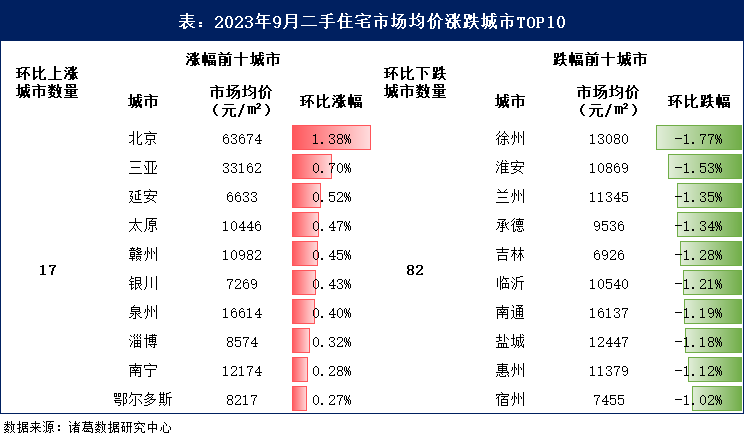 表：2023年9月二手住宅市场均价涨跌城市TOP10
环比上涨城市数量 涨幅前十城市 环比下跌城市数量 跌幅前十城市
城市 市场均价（元/㎡） 环比涨幅 城市 市场均价（元/㎡） 环比跌幅
北京 63674 1.38% 徐州 13080 -1.77%
三亚 33162 0.70% 淮安 10869 -1.53%
延安 6633 0.52% 兰州 11345 -1.35%
太原 10446 0.47% 承德 9536 -1.34%
赣州 10982 0.45% 吉林 6926 -1.28%
17 银川 7269 0.43% 82 临沂 10540 -1.21%
泉州 16614 0.40% 南通 16137 -1.19%
淄博 8574 0.32% 盐城 12447 -1.18%
南宁 12174 0.28% 惠州 11379 -1.12%
鄂尔多斯 8217 0.27% 宿州 7455 -1.02%
数据来源：诸葛数据研究中心